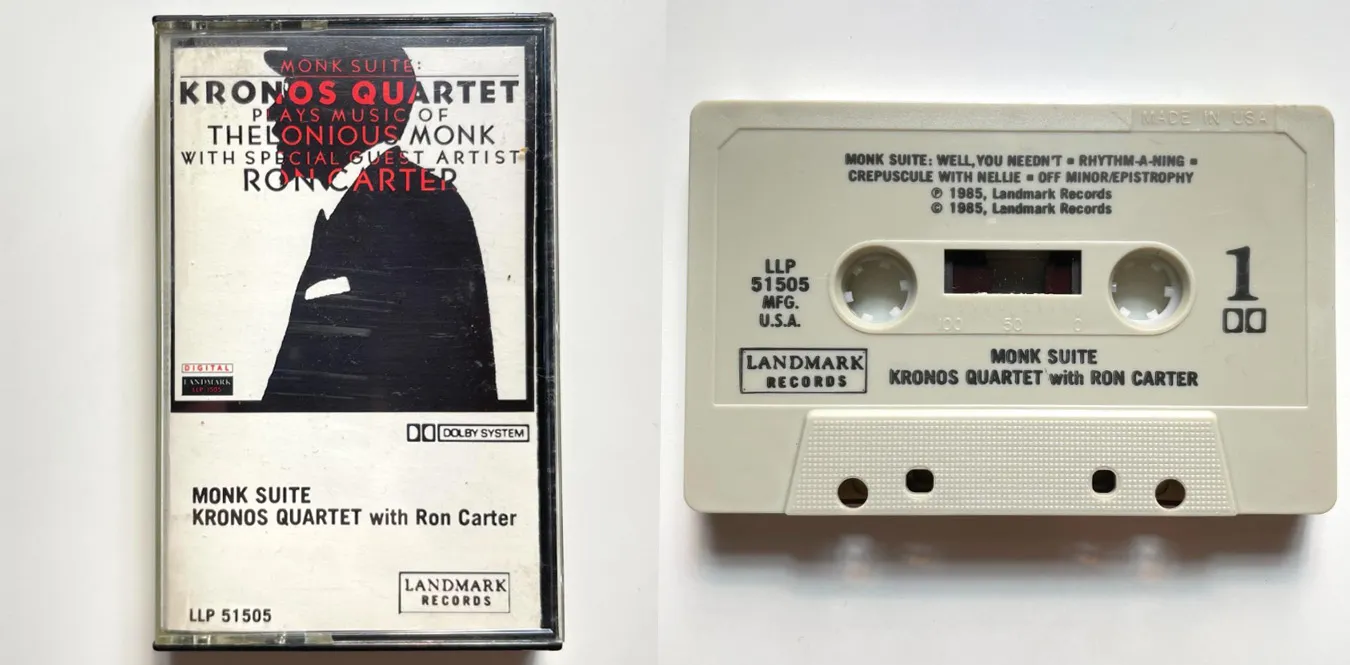 MONK SUITE:
KRONOS QUARTET
PLAYS MUSIC OF
THELONIOUS MONK
WITH SPECIAL GUEST ARTIST
RON CARTER
DIGITAL
LANDMARK
LLP 1505
DOLBY SYSTEM
MONK SUITE
KRONOS QUARTET with Ron Carter
LANDMARK
RECORDS
LLP 51505
MADE IN USA
MONK SUITE: WELL, YOU NEEDN'T ▪ RHYTHM-A-NING ▪
CREPUSCULE WITH NELLIE ▪ OFF MINOR/EPISTROPHY
℗ 1985, Landmark Records
© 1985, Landmark Records
LLP
51505
MFG.
U.S.A.
1
100 50 0
LANDMARK
RECORDS
MONK SUITE
KRONOS QUARTET with RON CARTER